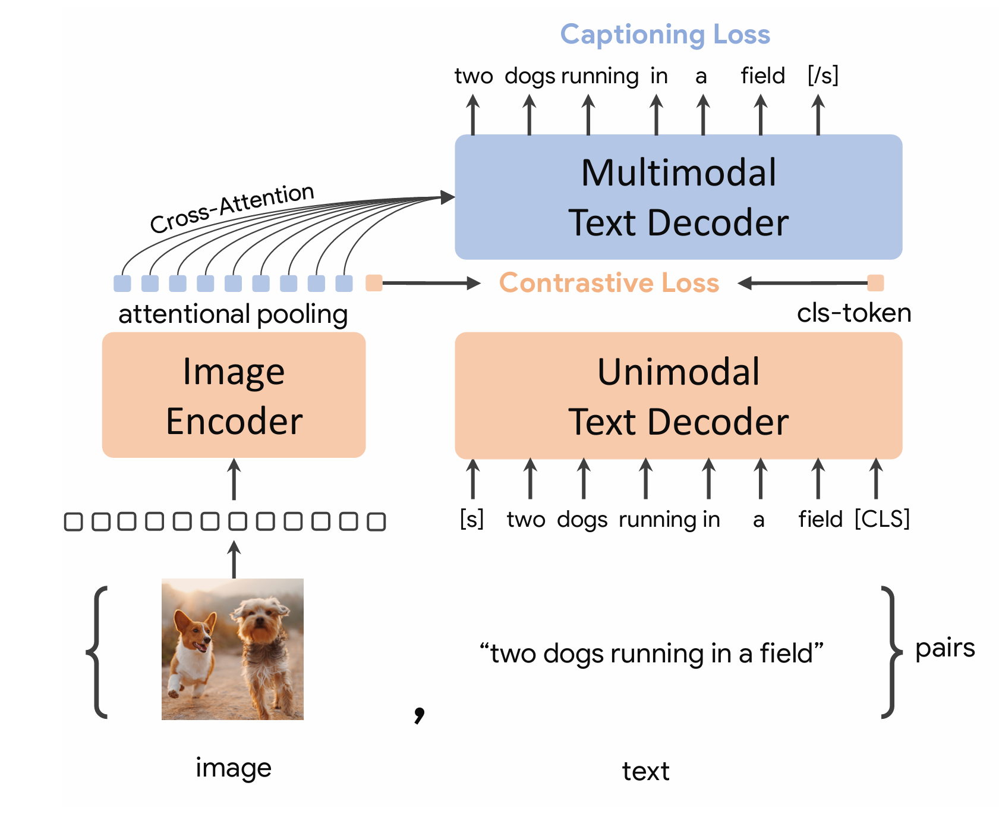 Captioning Loss
two dogs running in a field [/s]
Multimodal
Text Decoder
Cross-Attention
Contrastive Loss
attentional pooling
cls-token
Image
Encoder
Unimodal
Text Decoder
[s] two dogs running in a field [CLS]
“two dogs running in a field”
pairs
,
image
text